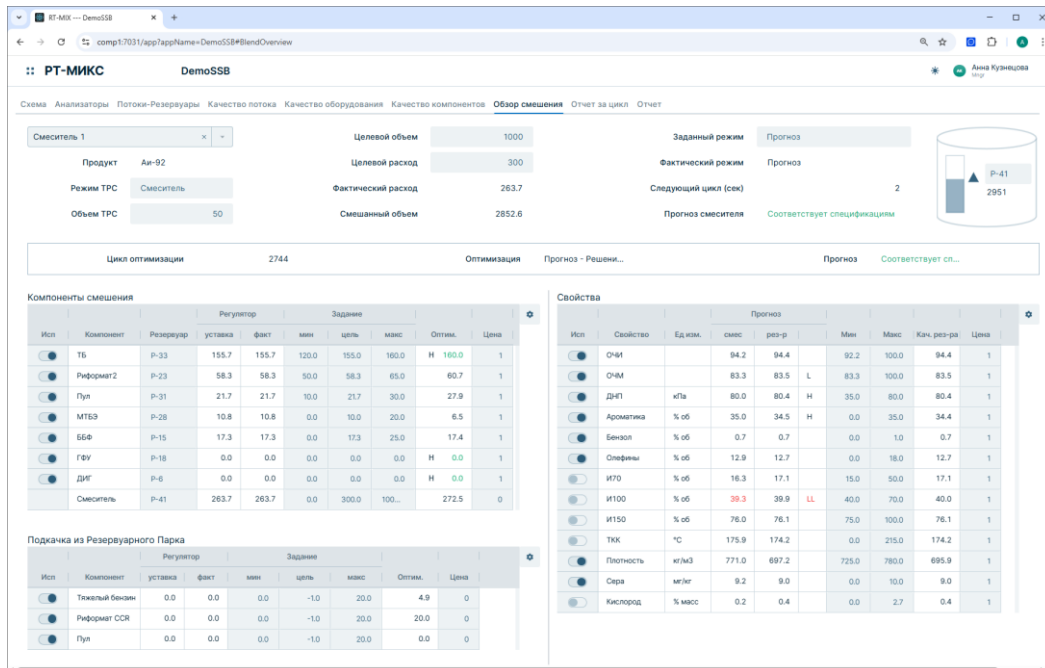 RT-MIX --- DemoSSB
comp1:7031/app?appName=DemoSSB#BlendOverview
РТ-МИКС DemoSSB Анна Кузнецова
Mngr
Схема Анализаторы Потоки-Резервуары Качество потока Качество оборудования Качество компонентов Обзор смешения Отчет за цикл Отчет
Смеситель 1 Целевой объем 1000 Заданный режим Прогноз
Продукт Аи-92 Целевой расход 300 Фактический режим Прогноз
Режим ТРС Смеситель Фактический расход 263.7 Следующий цикл (сек) 2
Объем ТРС 50 Смешанный объем 2852.6 Прогноз смесителя Соответствует спецификациям
P-41
2951
Цикл оптимизации 2744 Оптимизация Прогноз - Решени... Прогноз Соответствует сп...
Компоненты смешения
Регулятор Задание
Исп Компонент Резервуар уставка факт мин цель макс Оптим. Цена
ТБ P-33 155.7 155.7 120.0 155.0 160.0 H 160.0 1
Риформат2 P-23 58.3 58.3 50.0 58.3 65.0 60.7 1
Пул P-31 21.7 21.7 10.0 21.7 30.0 27.9 1
МТБЭ P-28 10.8 10.8 0.0 10.0 20.0 6.5 1
ББФ P-15 17.3 17.3 0.0 17.3 25.0 17.4 1
ГФУ P-18 0.0 0.0 0.0 0.0 0.0 H 0.0 1
ДИГ P-6 0.0 0.0 0.0 0.0 0.0 H 0.0 1
Смеситель P-41 263.7 263.7 0.0 300.0 100... 272.5 0
Подкачка из Резервуарного Парка
Регулятор Задание
Исп Компонент уставка факт мин цель макс Оптим. Цена
Тяжелый бензин 0.0 0.0 0.0 -1.0 20.0 4.9 0
Риформат CCR 0.0 0.0 0.0 -1.0 20.0 20.0 0
Пул 0.0 0.0 0.0 -1.0 20.0 0.0 0
Свойства
Прогноз
Исп Свойство Ед изм. смес рез-р Мин Макс Кач. рез-ра Цена
ОЧИ 94.2 94.4 92.2 100.0 94.4 1
ОЧМ 83.3 83.5 L 83.3 100.0 83.5 1
ДНП кПа 80.0 80.4 H 35.0 80.0 80.4 1
Ароматика % об 35.0 34.5 H 0.0 35.0 34.4 1
Бензол % об 0.7 0.7 0.0 1.0 0.7 1
Олефины % об 12.9 12.7 0.0 18.0 12.7 1
И70 % об 16.3 17.1 15.0 50.0 17.1 1
И100 % об 39.3 39.9 LL 40.0 70.0 40.0 1
И150 % об 76.0 76.1 75.0 100.0 76.1 1
ТКК °C 175.9 174.2 0.0 215.0 174.2 1
Плотность кг/м3 771.0 697.2 725.0 780.0 695.9 1
Сера мг/кг 9.2 9.0 0.0 10.0 9.0 1
Кислород % масс 0.2 0.4 0.0 2.7 0.4 1